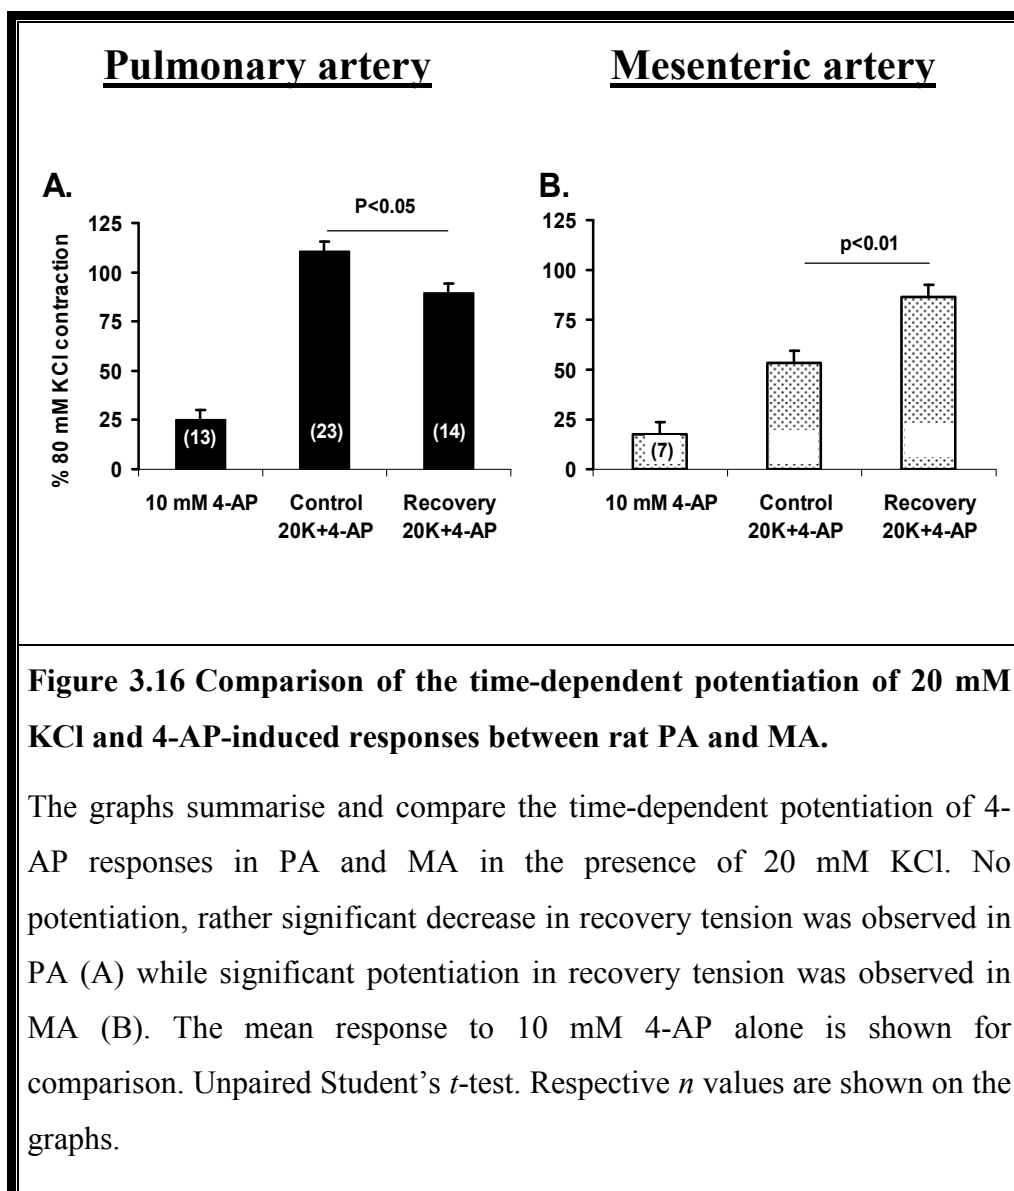 Pulmonary artery
Mesenteric artery
A.
P<0.05
% 80 mM KCl contraction
125
100
75
50
25
0
(13)
(23)
(14)
10 mM 4-AP
Control
20K+4-AP
Recovery
20K+4-AP
B.
p<0.01
125
100
75
50
25
0
(7)
10 mM 4-AP
Control
20K+4-AP
Recovery
20K+4-AP
Figure 3.16 Comparison of the time-dependent potentiation of 20 mM
KCl and 4-AP-induced responses between rat PA and MA.
The graphs summarise and compare the time-dependent potentiation of 4-
AP responses in PA and MA in the presence of 20 mM KCl. No
potentiation, rather significant decrease in recovery tension was observed in
PA (A) while significant potentiation in recovery tension was observed in
MA (B). The mean response to 10 mM 4-AP alone is shown for
comparison. Unpaired Student’s t-test. Respective n values are shown on the
graphs.